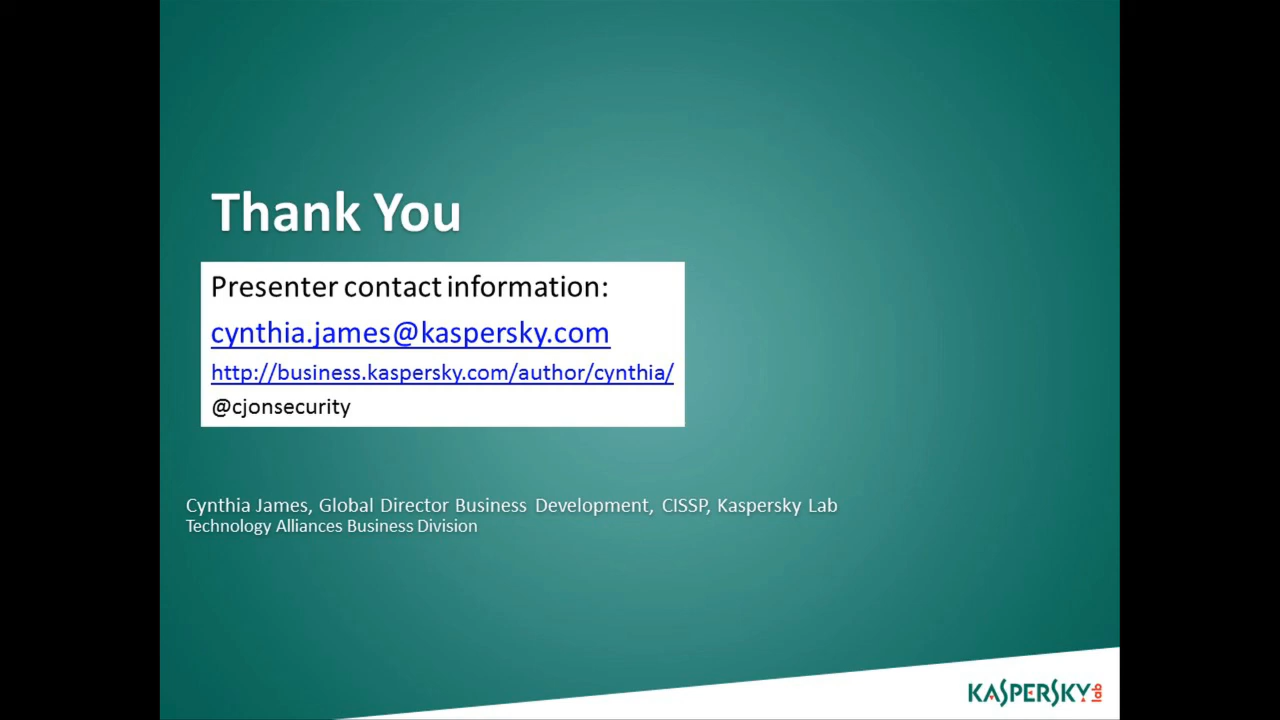 Thank You
Presenter contact information:
cynthia.james@kaspersky.com
http://business.kaspersky.com/author/cynthia/
@cjonsecurity
Cynthia James, Global Director Business Development, CISSP, Kaspersky Lab
Technology Alliances Business Division
KASPERSKY lab